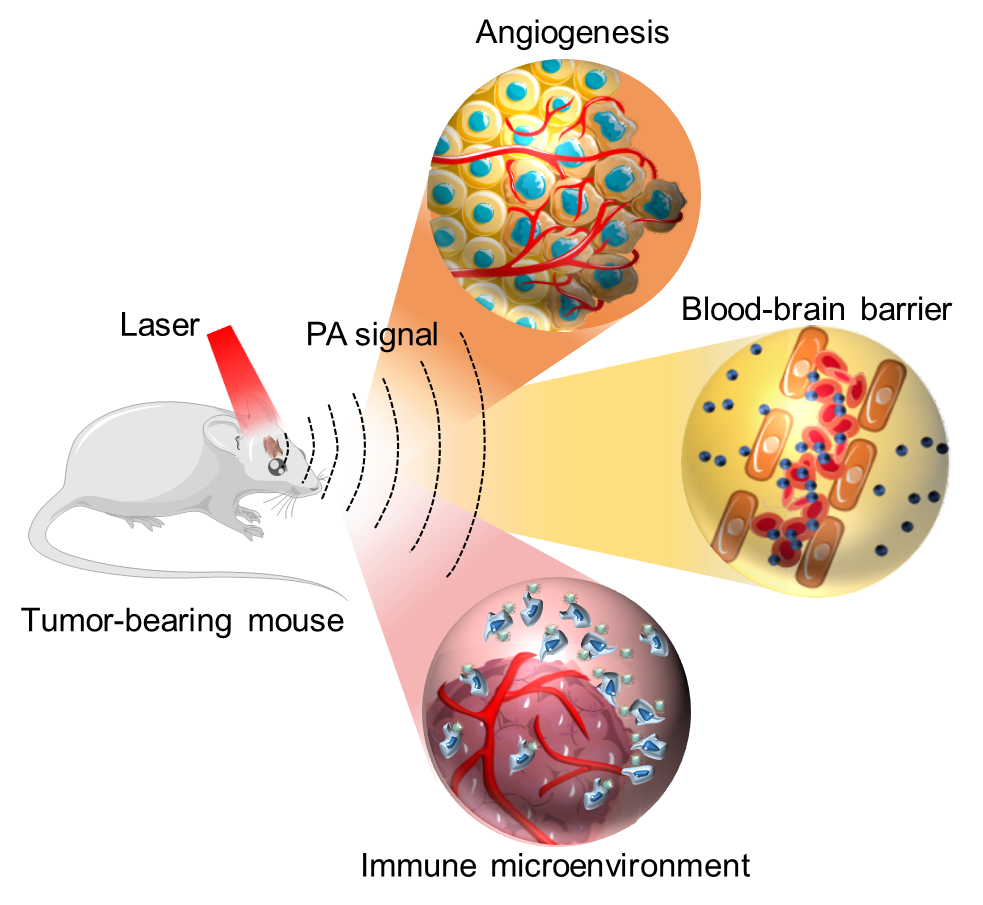 Angiogenesis
Blood-brain barrier
Laser
PA signal
Tumor-bearing mouse
Immune microenvironment